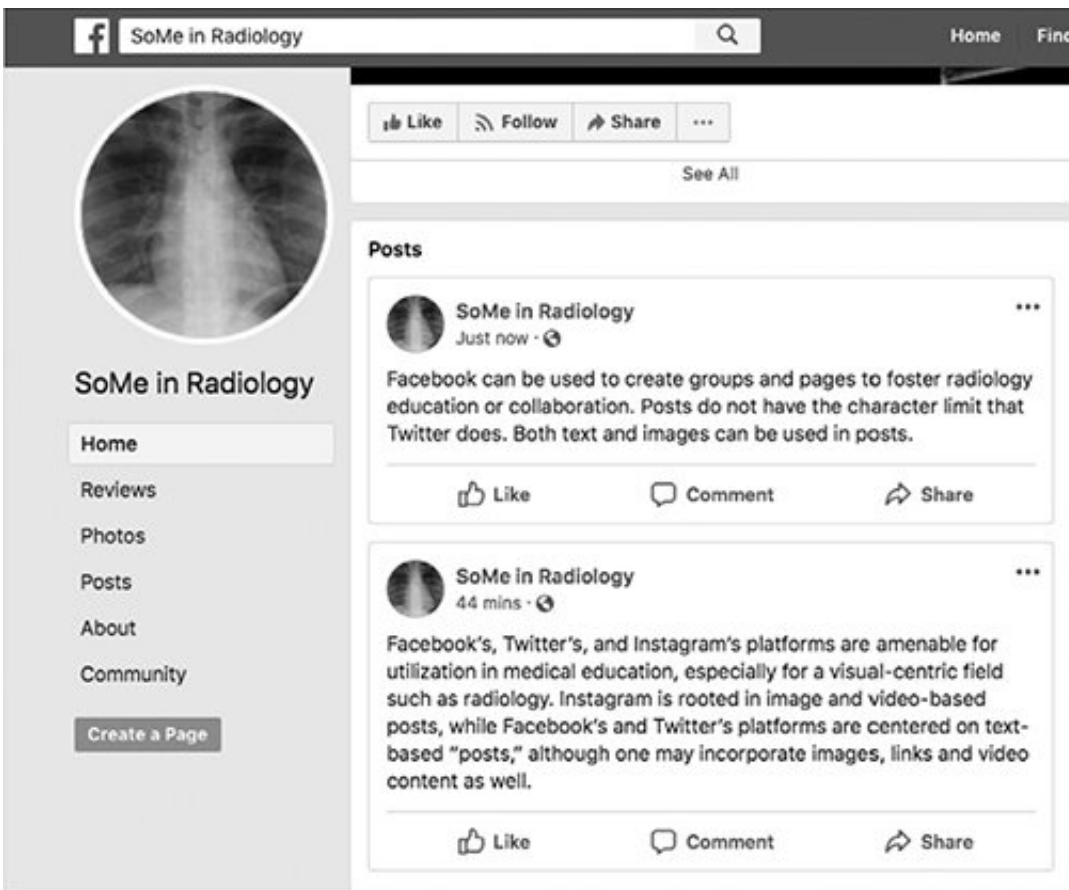 f SoMe in Radiology
Home Find
Like Follow Share ...
See All
SoMe in Radiology
Home
Reviews
Photos
Posts
About
Community
Create a Page
Posts
SoMe in Radiology
Just now ·
Facebook can be used to create groups and pages to foster radiology
education or collaboration. Posts do not have the character limit that
Twitter does. Both text and images can be used in posts.
Like Comment Share
SoMe in Radiology
44 mins ·
Facebook’s, Twitter’s, and Instagram’s platforms are amenable for
utilization in medical education, especially for a visual-centric field
such as radiology. Instagram is rooted in image and video-based
posts, while Facebook’s and Twitter’s platforms are centered on text-
based “posts,” although one may incorporate images, links and video
content as well.
Like Comment Share